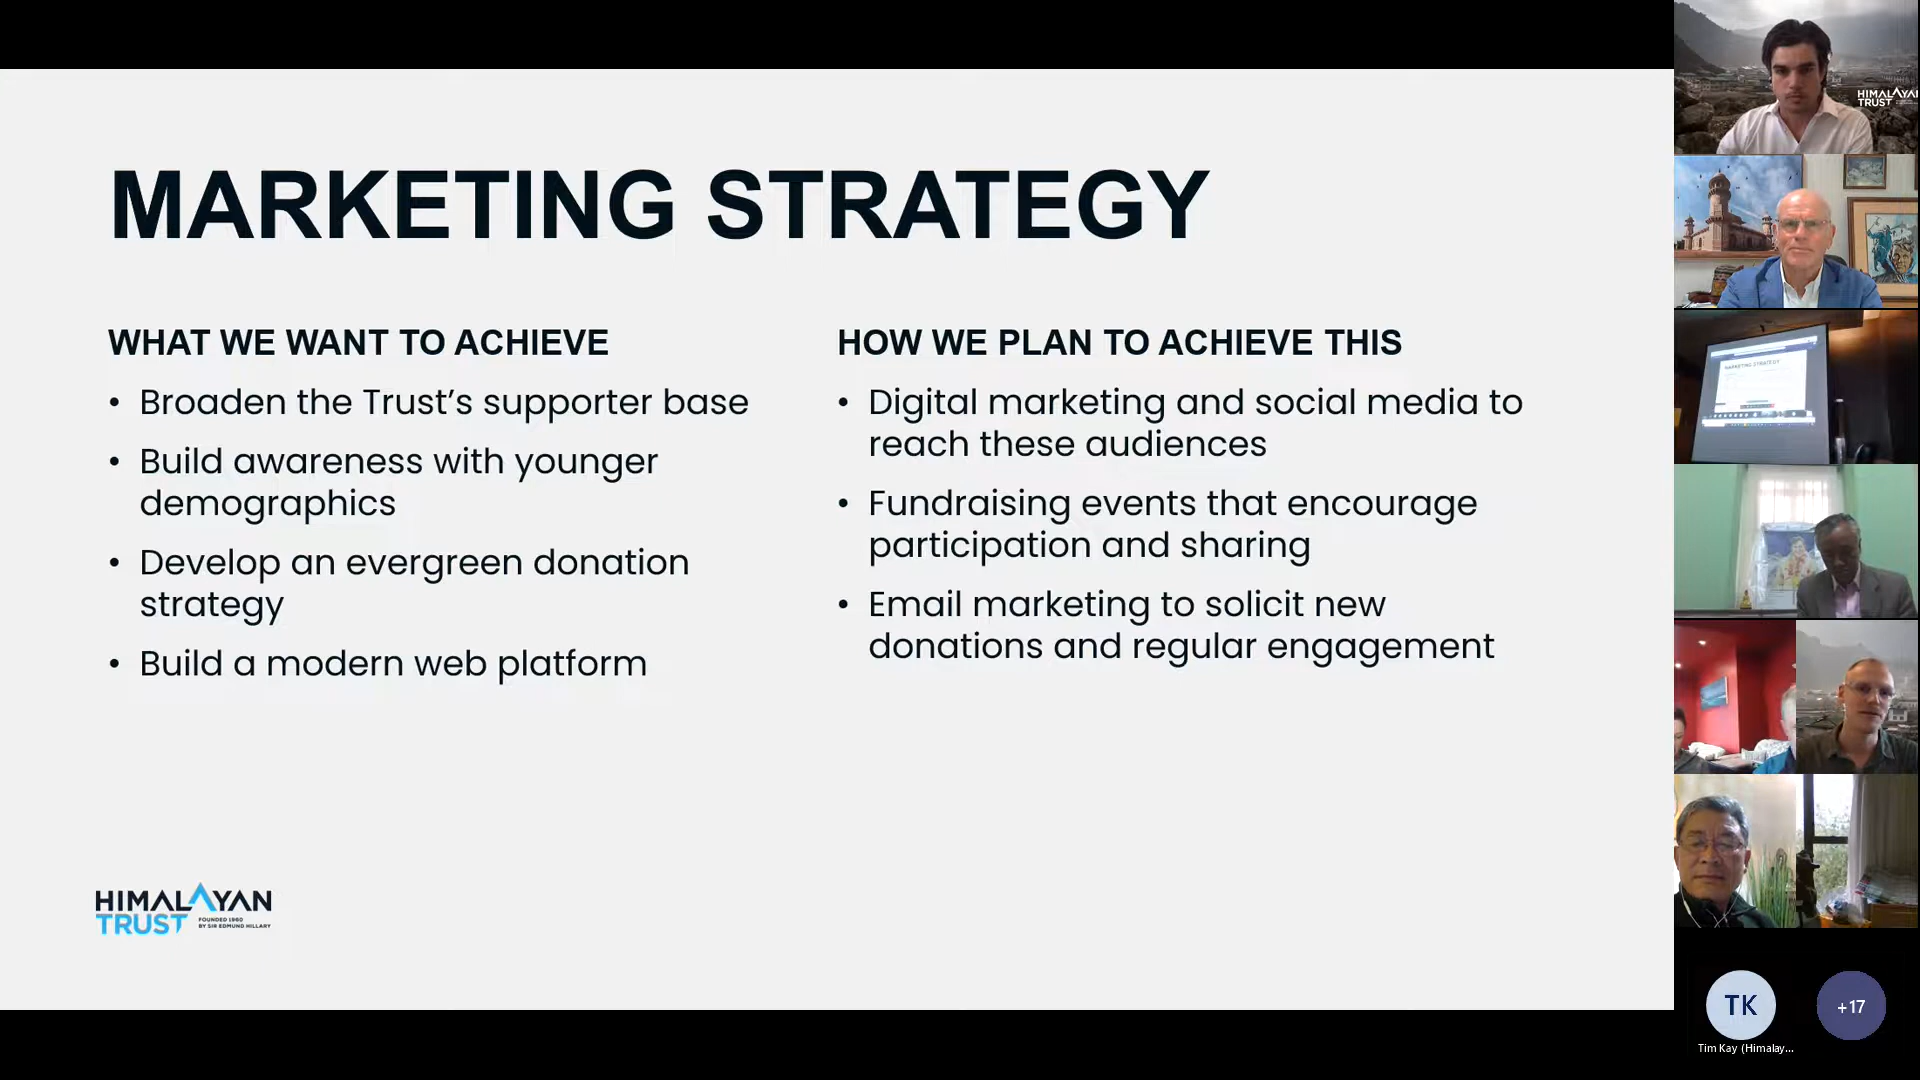 MARKETING STRATEGY
WHAT WE WANT TO ACHIEVE
• Broaden the Trust’s supporter base
• Build awareness with younger
demographics
• Develop an evergreen donation
strategy
• Build a modern web platform
HOW WE PLAN TO ACHIEVE THIS
• Digital marketing and social media to
reach these audiences
• Fundraising events that encourage
participation and sharing
• Email marketing to solicit new
donations and regular engagement
HIMALAYAN
TRUST
FOUNDED 1960
BY SIR EDMUND HILLARY
HIMALAYAN
TRUST
MARKETING STRATEGY
TK
+17
Tim Kay (Himalay...